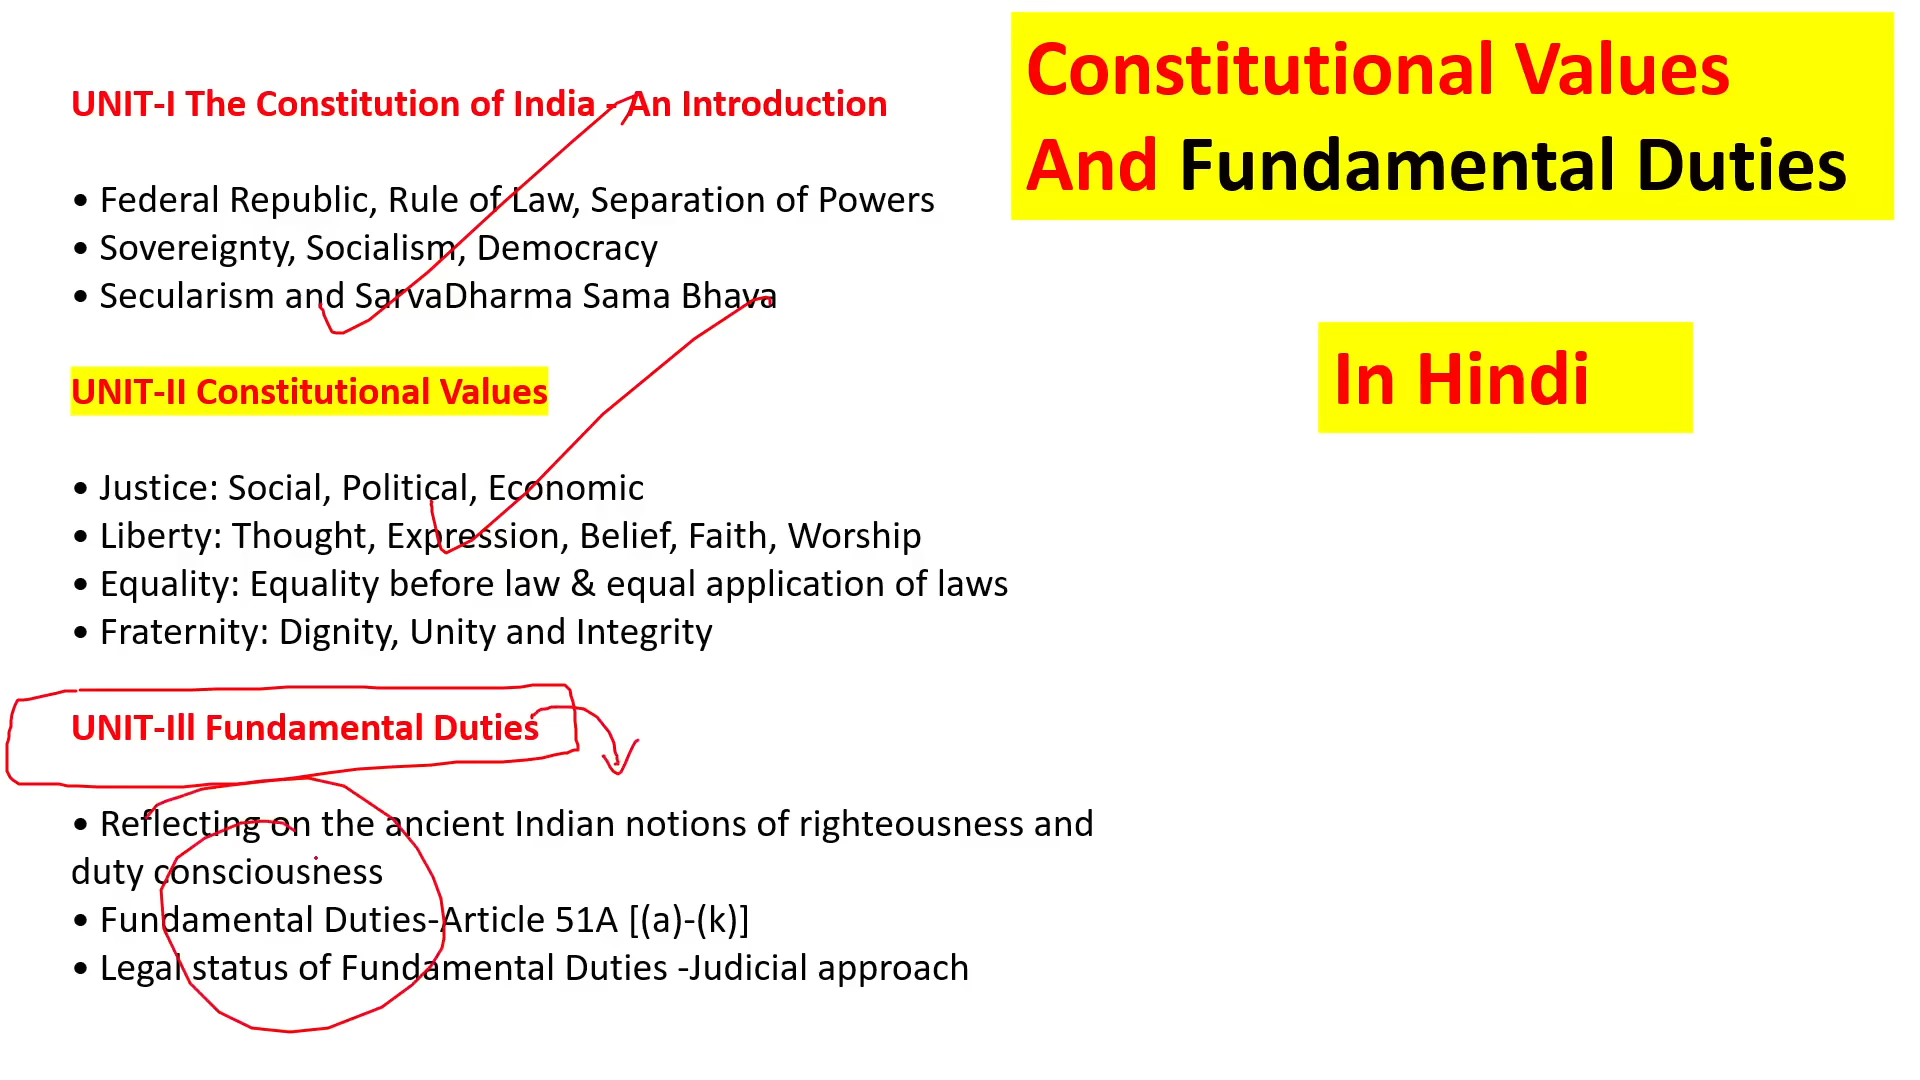 UNIT-I The Constitution of India - An Introduction
• Federal Republic, Rule of Law, Separation of Powers
• Sovereignty, Socialism, Democracy
• Secularism and SarvaDharma Sama Bhava
UNIT-II Constitutional Values
• Justice: Social, Political, Economic
• Liberty: Thought, Expression, Belief, Faith, Worship
• Equality: Equality before law & equal application of laws
• Fraternity: Dignity, Unity and Integrity
UNIT-Ill Fundamental Duties
• Reflecting on the ancient Indian notions of righteousness and
duty consciousness
• Fundamental Duties-Article 51A [(a)-(k)]
• Legal status of Fundamental Duties -Judicial approach
Constitutional Values
And Fundamental Duties
In Hindi